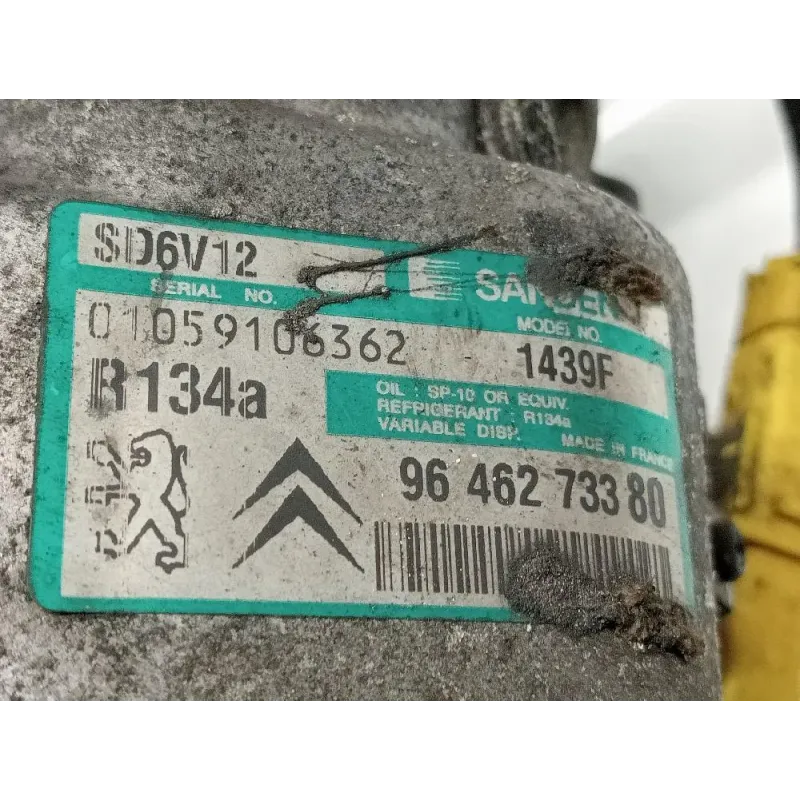 SD6V12
SANDEN
SERIAL NO.
MODEL NO.
01059106362
1439F
R134a
OIL : SP-10 OR EQUIV.
REFRIGERANT : R134a
VARIABLE DISP.
MADE IN FRANCE
96 462 733 80